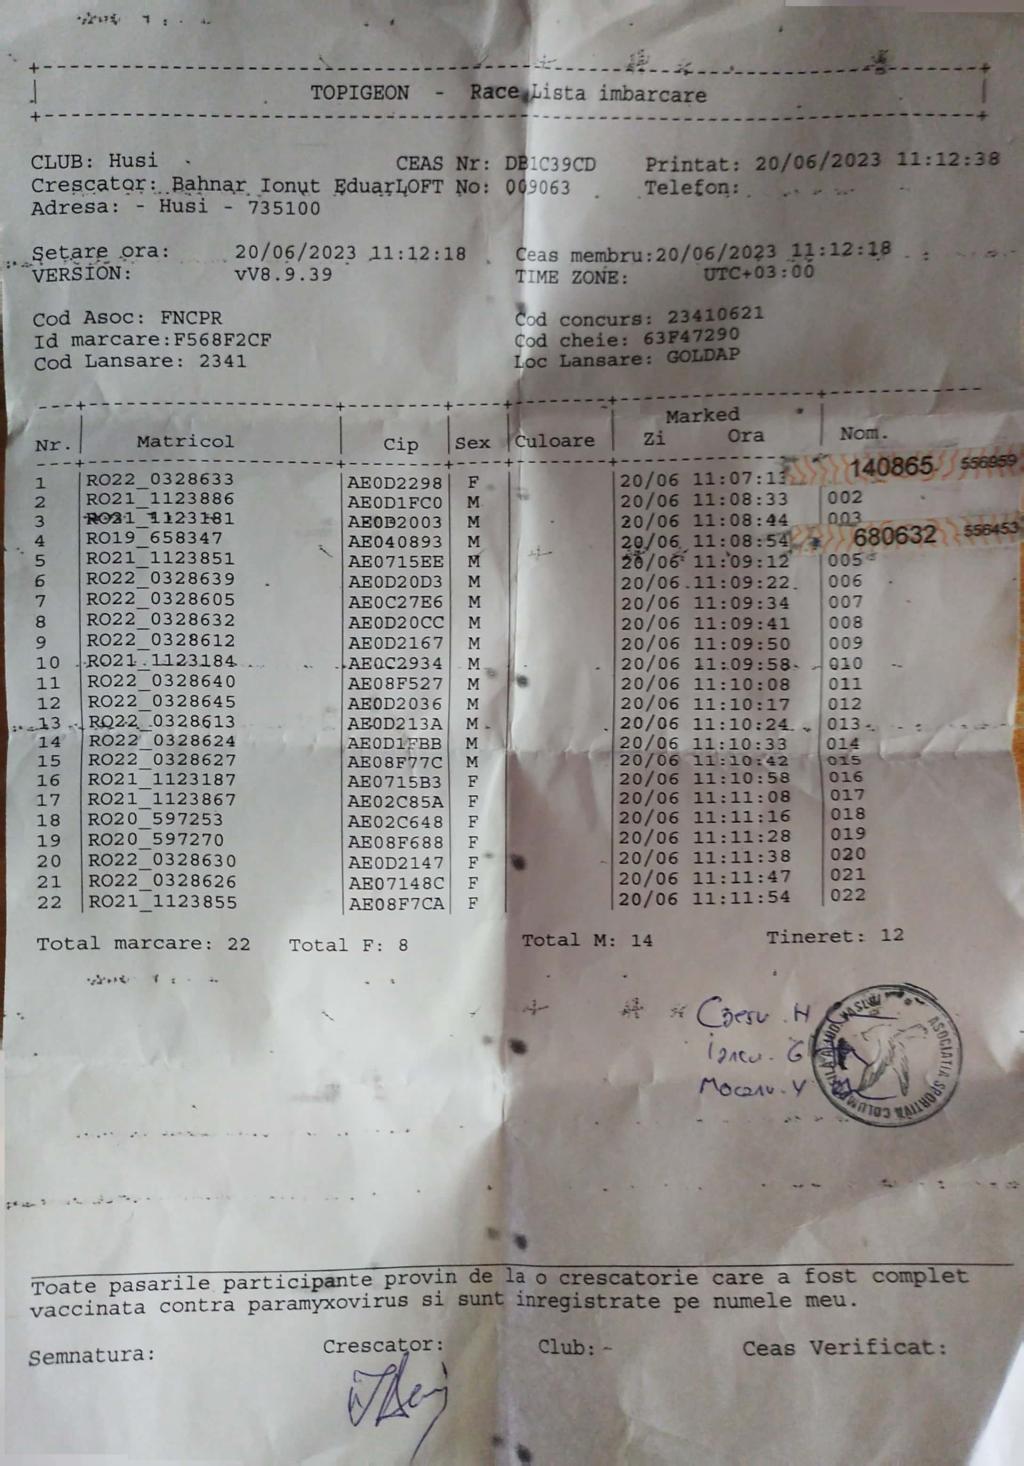 TOPIGEON - Race Lista imbarcare
CLUB: Husi CEAS Nr: DB1C39CD Printat: 20/06/2023 11:12:38
Crescator: Bahnar Ionut EduarLOFT No: 009063 Telefon:
Adresa: - Husi - 735100
Setare ora: 20/06/2023 11:12:18 Ceas membru:20/06/2023 11:12:18
VERSION: vV8.9.39 TIME ZONE: UTC+03:00
Cod Asoc: FNCPR Cod concurs: 23410621
Id marcare:F568F2CF Cod cheie: 63F47290
Cod Lansare: 2341 Loc Lansare: GOLDAP
Marked
Nr. Matricol Cip Sex Culoare Zi Ora Nom.
1 RO22_0328633 AE0D2298 F 20/06 11:07:13 140865 556959
2 RO21_1123886 AE0D1FC0 M 20/06 11:08:33 002
3 RO21_1123181 AE0D2003 M 20/06 11:08:44 003
4 RO19_658347 AE040893 M 20/06 11:08:54 680632 556453
5 RO21_1123851 AE0715EE M 20/06 11:09:12 005
6 RO22_0328639 AE0D20D3 M 20/06 11:09:22 006
7 RO22_0328605 AE0C27E6 M 20/06 11:09:34 007
8 RO22_0328632 AE0D20CC M 20/06 11:09:41 008
9 RO22_0328612 AE0D2167 M 20/06 11:09:50 009
10 RO21_1123184 AE0C2934 M 20/06 11:09:58 010
11 RO22_0328640 AE08F527 M 20/06 11:10:08 011
12 RO22_0328645 AE0D2036 M 20/06 11:10:17 012
13 RO22_0328613 AE0D213A M 20/06 11:10:24 013
14 RO22_0328624 AE0D1FBB M 20/06 11:10:33 014
15 RO22_0328627 AE08F77C M 20/06 11:10:42 015
16 RO21_1123187 AE0715B3 F 20/06 11:10:58 016
17 RO21_1123867 AE02C85A F 20/06 11:11:08 017
18 RO20_597253 AE02C648 F 20/06 11:11:16 018
19 RO20_597270 AE08F688 F 20/06 11:11:28 019
20 RO22_0328630 AE0D2147 F 20/06 11:11:38 020
21 RO22_0328626 AE07148C F 20/06 11:11:47 021
22 RO21_1123855 AE08F7CA F 20/06 11:11:54 022
Total marcare: 22 Total F: 8 Total M: 14 Tineret: 12
Iancu. G
Mocanu. V
ASOCIATIA SPORTIVĂ COLUMBOFILA A JUD. VASLUI
Toate pasarile participante provin de la o crescatorie care a fost complet
vaccinata contra paramyxovirus si sunt inregistrate pe numele meu.
Semnatura: Crescator: Club: - Ceas Verificat: